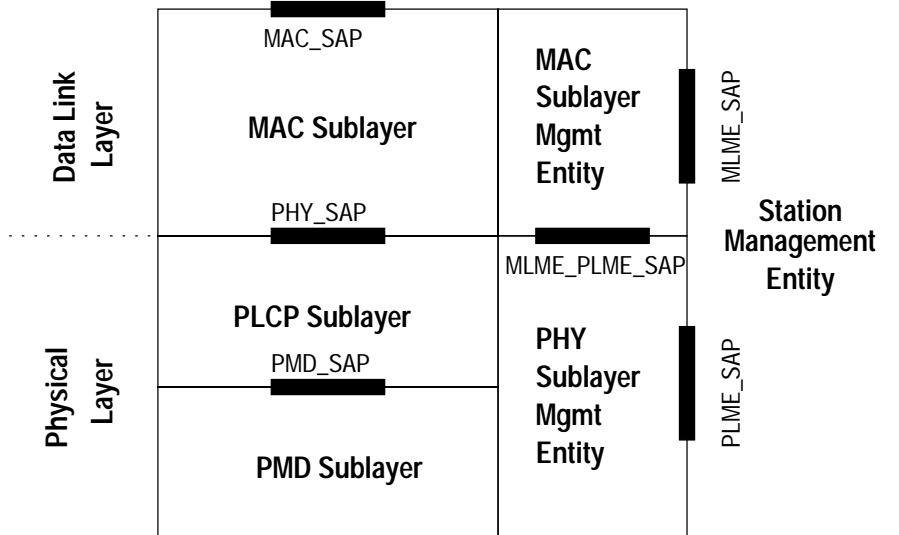 MAC_SAP
MAC
Sublayer
Mgmt
Entity
MLME_SAP
Data Link
Layer
MAC Sublayer
PHY_SAP
Station
Management
Entity
MLME_PLME_SAP
PLCP Sublayer
PHY
Sublayer
Mgmt
Entity
PLME_SAP
Physical
Layer
PMD_SAP
PMD Sublayer